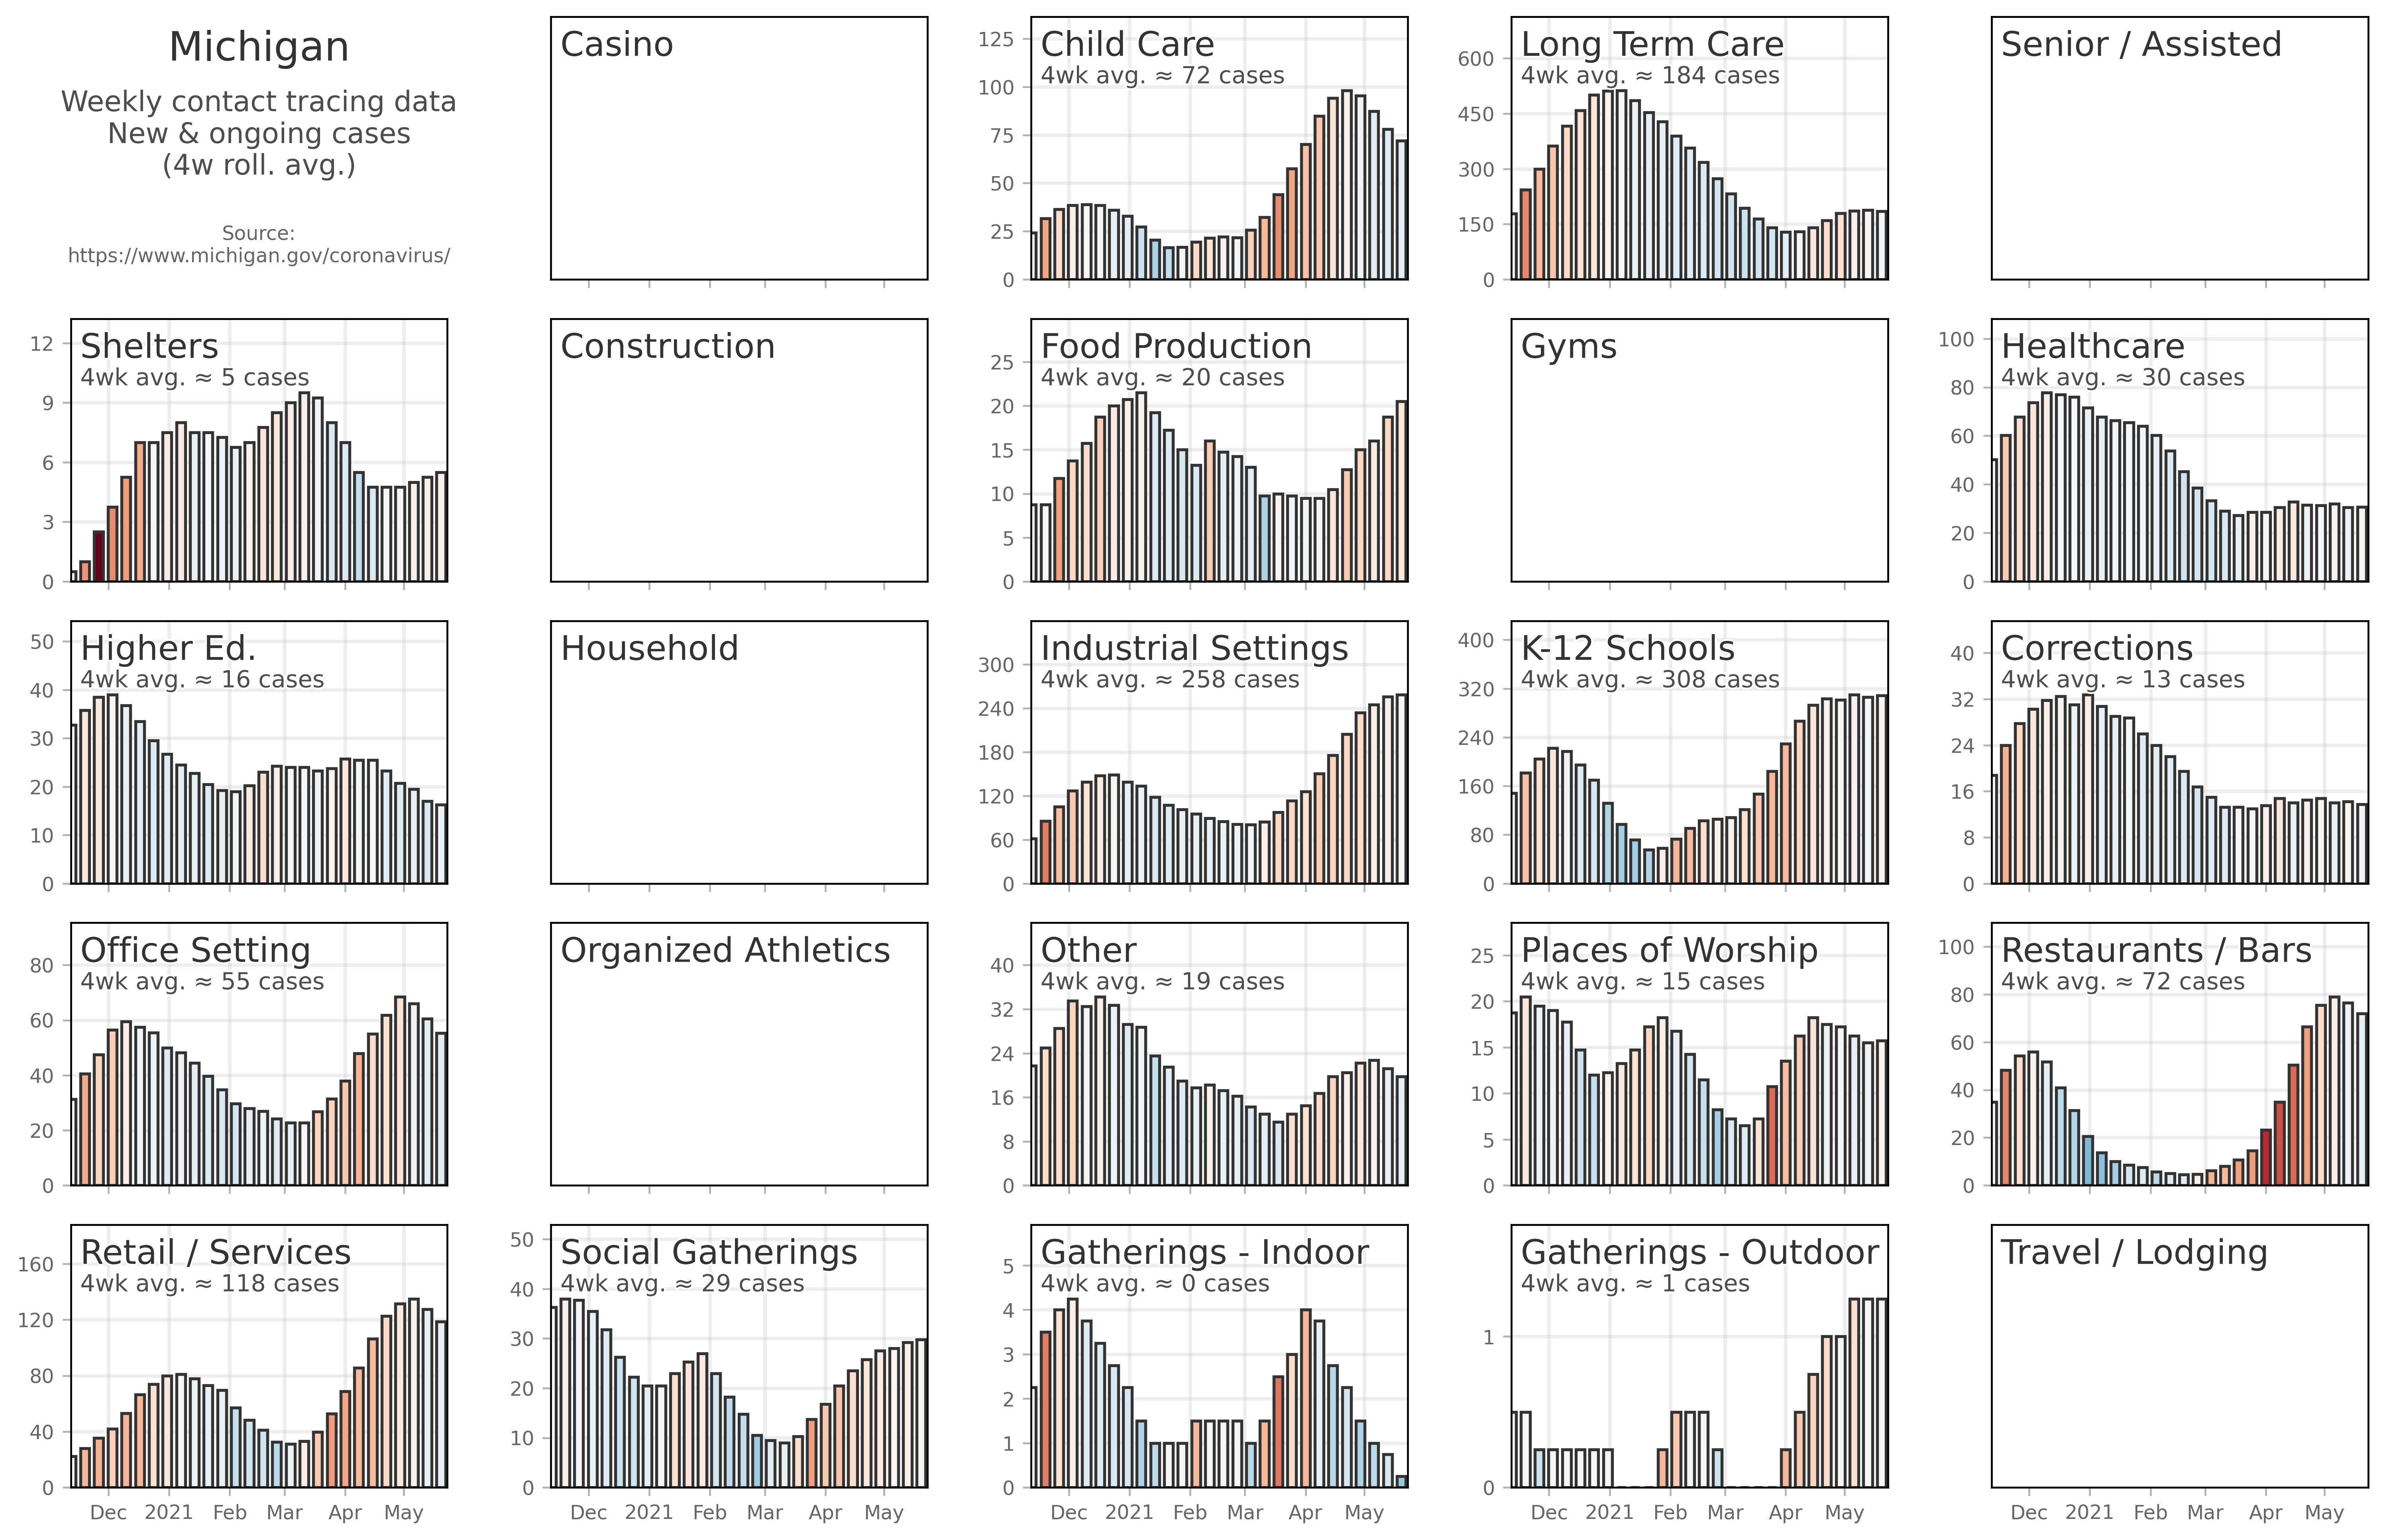 Michigan
Weekly contact tracing data
New & ongoing cases
(4w roll. avg.)
Source:
https://www.michigan.gov/coronavirus/
Casino
Child Care
4wk avg. ≈ 72 cases
125
100
75
50
25
0
Long Term Care
4wk avg. ≈ 184 cases
600
450
300
150
0
Senior / Assisted
Shelters
4wk avg. ≈ 5 cases
12
9
6
3
0
Construction
Food Production
4wk avg. ≈ 20 cases
25
20
15
10
5
0
Gyms
Healthcare
4wk avg. ≈ 30 cases
100
80
60
40
20
0
Higher Ed.
4wk avg. ≈ 16 cases
50
40
30
20
10
0
Household
Industrial Settings
4wk avg. ≈ 258 cases
300
240
180
120
60
0
K-12 Schools
4wk avg. ≈ 308 cases
400
320
240
160
80
0
Corrections
4wk avg. ≈ 13 cases
40
32
24
16
8
0
Office Setting
4wk avg. ≈ 55 cases
80
60
40
20
0
Organized Athletics
Other
4wk avg. ≈ 19 cases
40
32
24
16
8
0
Places of Worship
4wk avg. ≈ 15 cases
25
20
15
10
5
0
Restaurants / Bars
4wk avg. ≈ 72 cases
100
80
60
40
20
0
Retail / Services
4wk avg. ≈ 118 cases
160
120
80
40
0
Dec 2021 Feb Mar Apr May
Social Gatherings
4wk avg. ≈ 29 cases
50
40
30
20
10
0
Dec 2021 Feb Mar Apr May
Gatherings - Indoor
4wk avg. ≈ 0 cases
5
4
3
2
1
0
Dec 2021 Feb Mar Apr May
Gatherings - Outdoor
4wk avg. ≈ 1 cases
1
0
Dec 2021 Feb Mar Apr May
Travel / Lodging
Dec 2021 Feb Mar Apr May